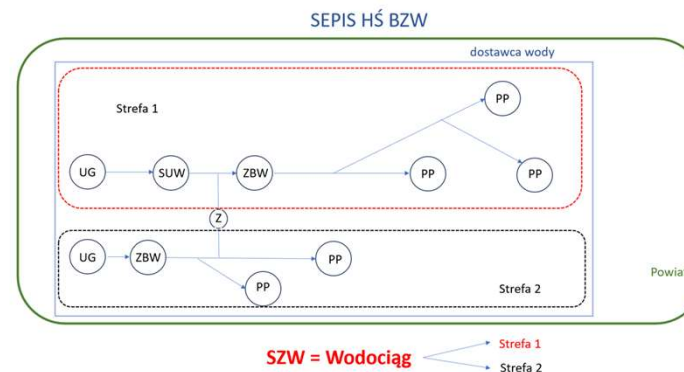 SEPIS HŚ BZW
dostawca wody
Strefa 1
PP
UG
SUW
ZBW
PP
PP
Z
UG
ZBW
PP
PP
Strefa 2
Powiat
SZW = Wodociąg
Strefa 1
Strefa 2